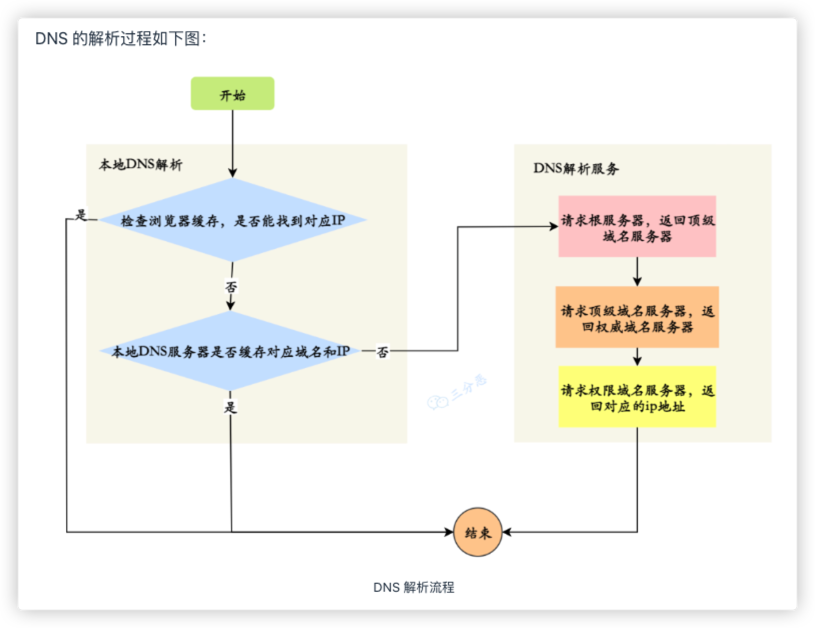 DNS 的解析过程如下图：
开始
本地DNS解析
检查浏览器缓存，是否能找到对应IP
是
否
本地DNS服务器是否缓存对应域名和IP
否
是
DNS解析服务
请求根服务器，返回顶级
域名服务器
请求顶级域名服务器，返
回权威域名服务器
请求权限域名服务器，返
回对应的ip地址
三分恶
结束
DNS 解析流程